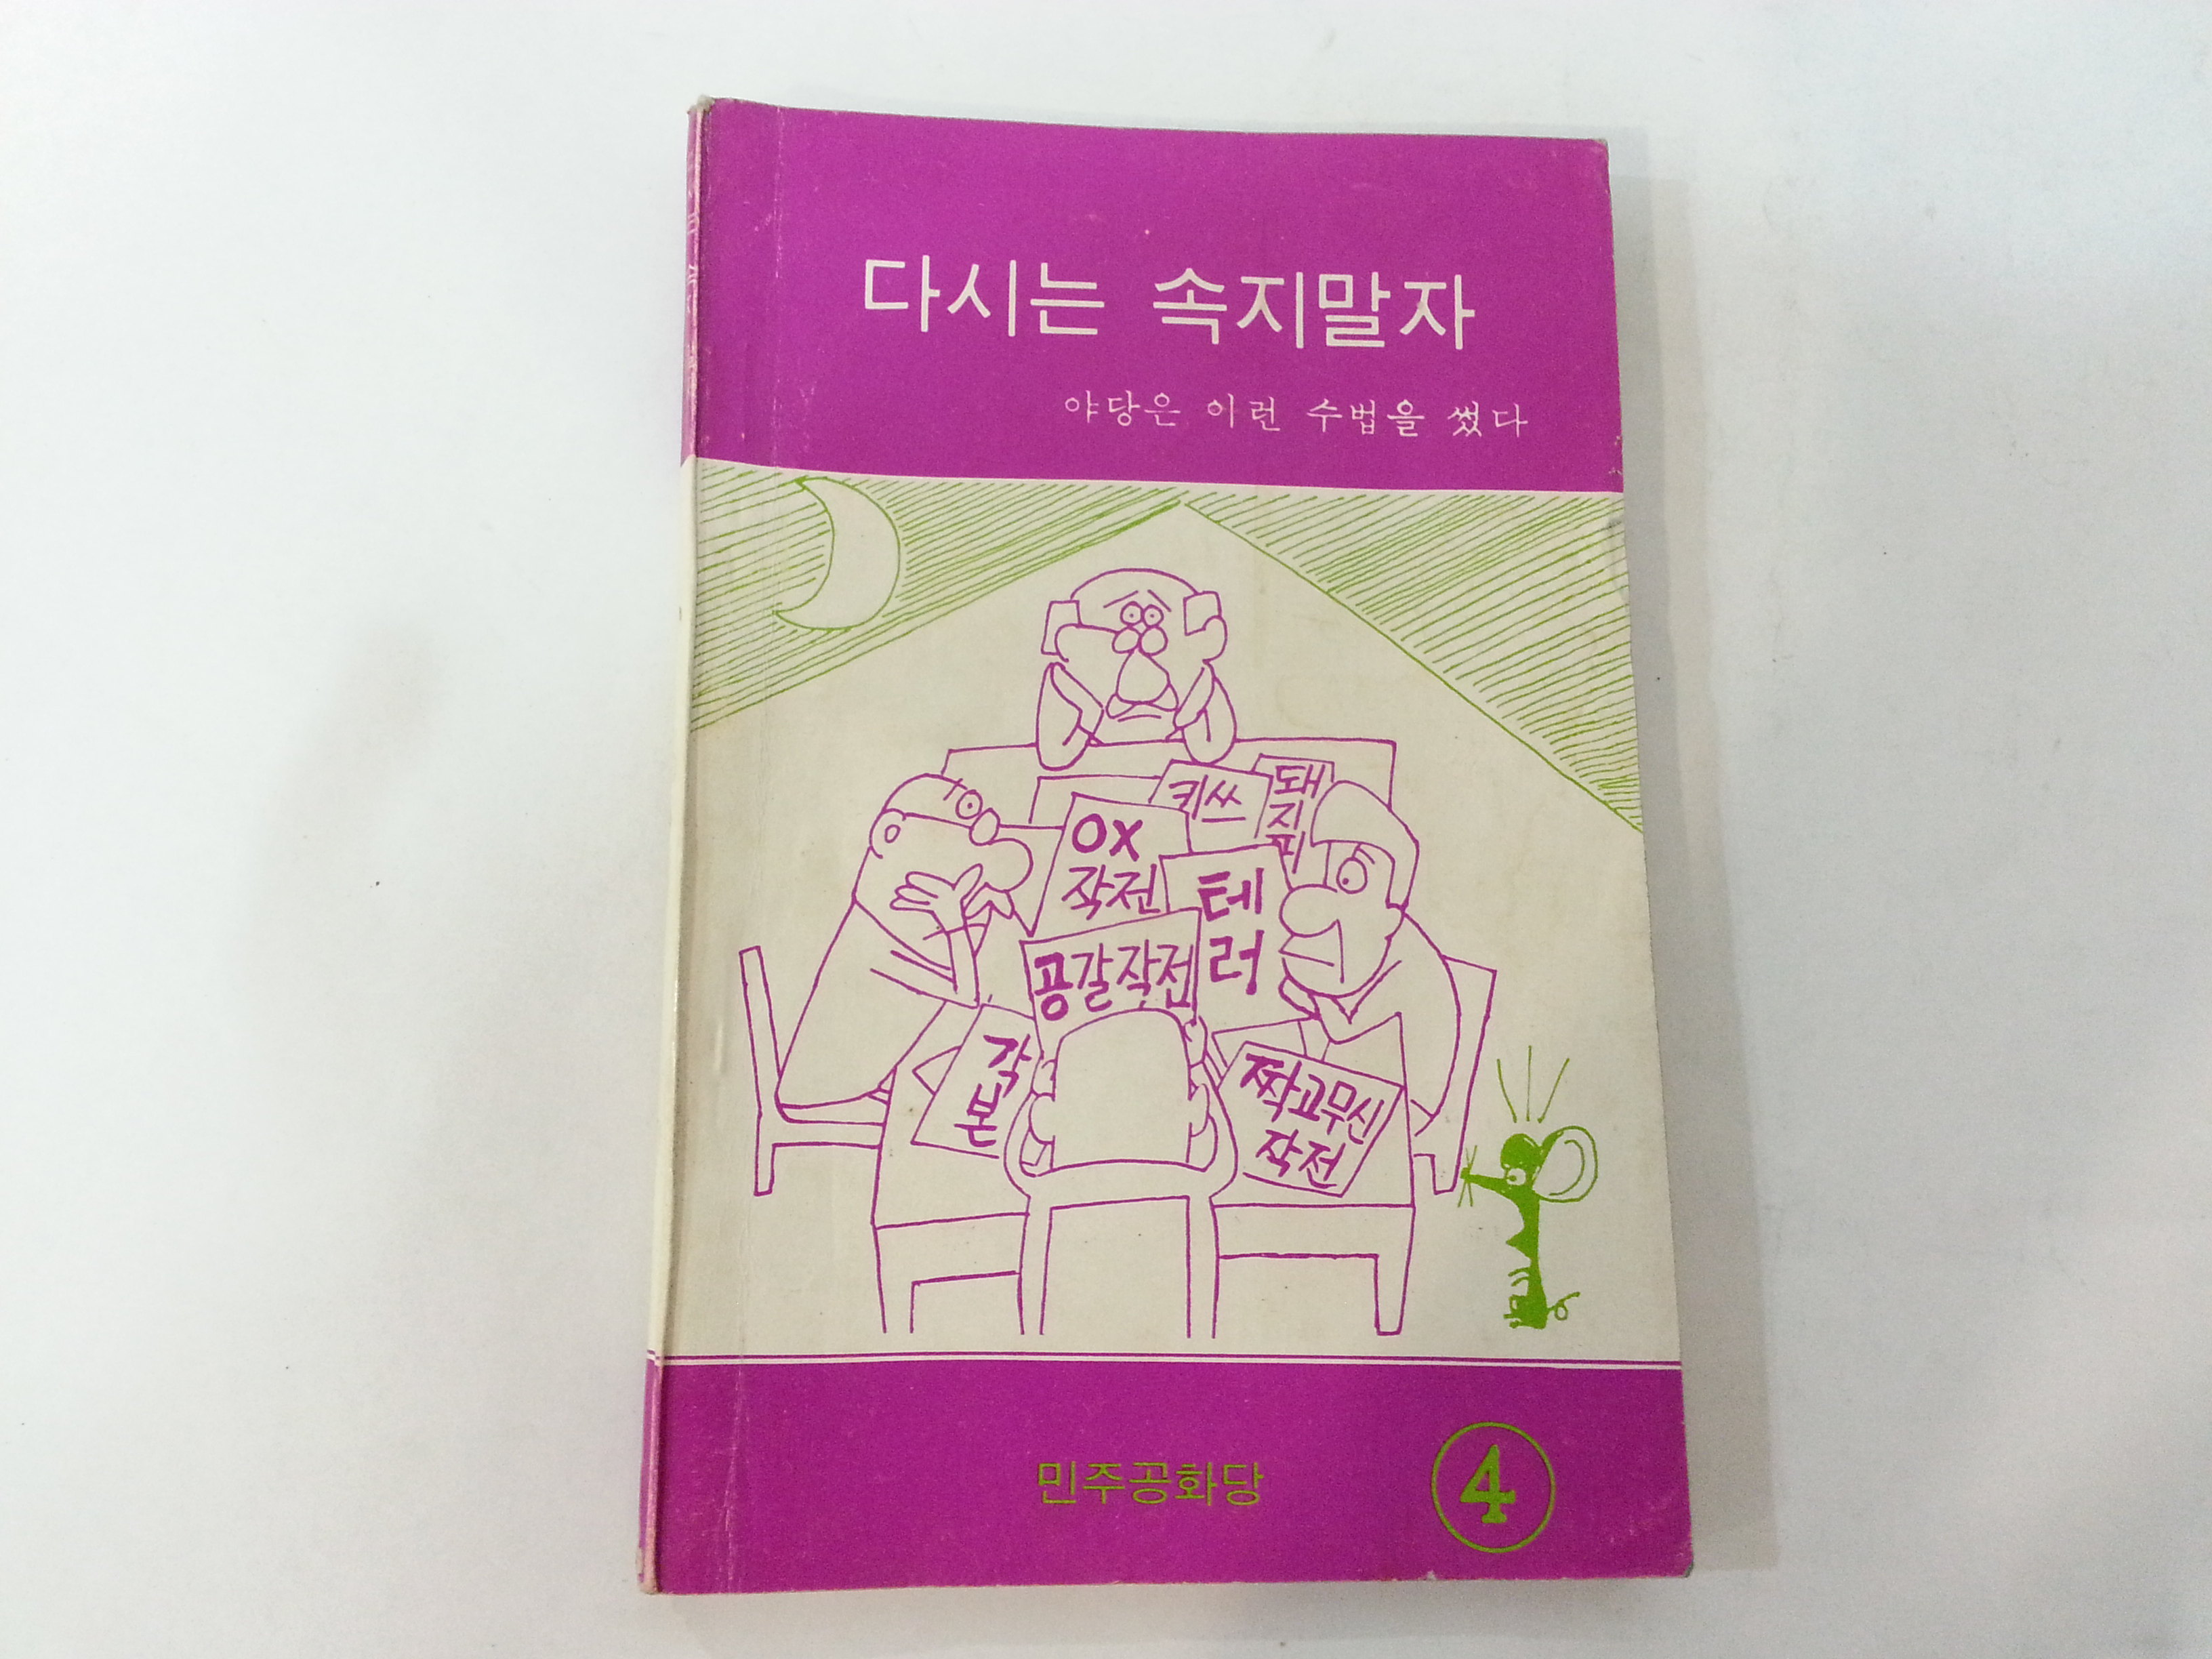 다시는 속지말자
야당은 이런 수법을 썼다
키쓰
돼
지
피
OX
작전
테
러
공갈작전
각
본
짝고무신
작전
민주공화당
4